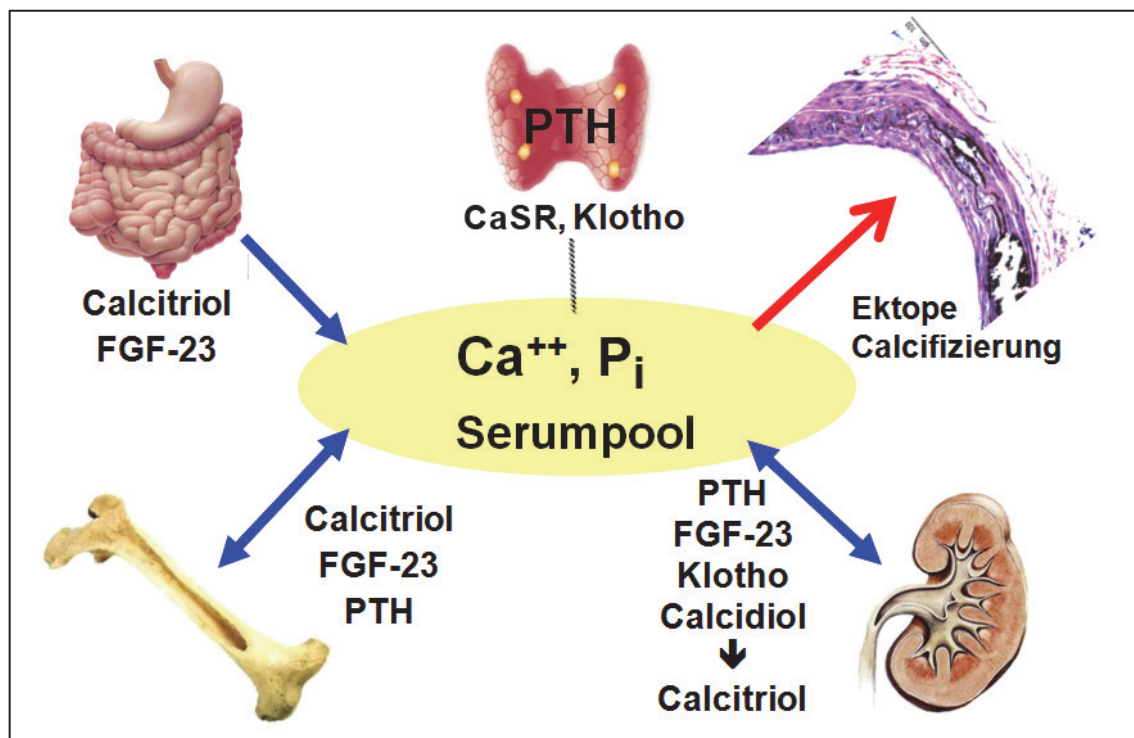 PTH
CaSR, Klotho
Calcitriol
FGF-23
Ektope
Calcifizierung
Ca⁺⁺, Pᵢ
Serumpool
Calcitriol
FGF-23
PTH
PTH
FGF-23
Klotho
Calcidiol
↓
Calcitriol